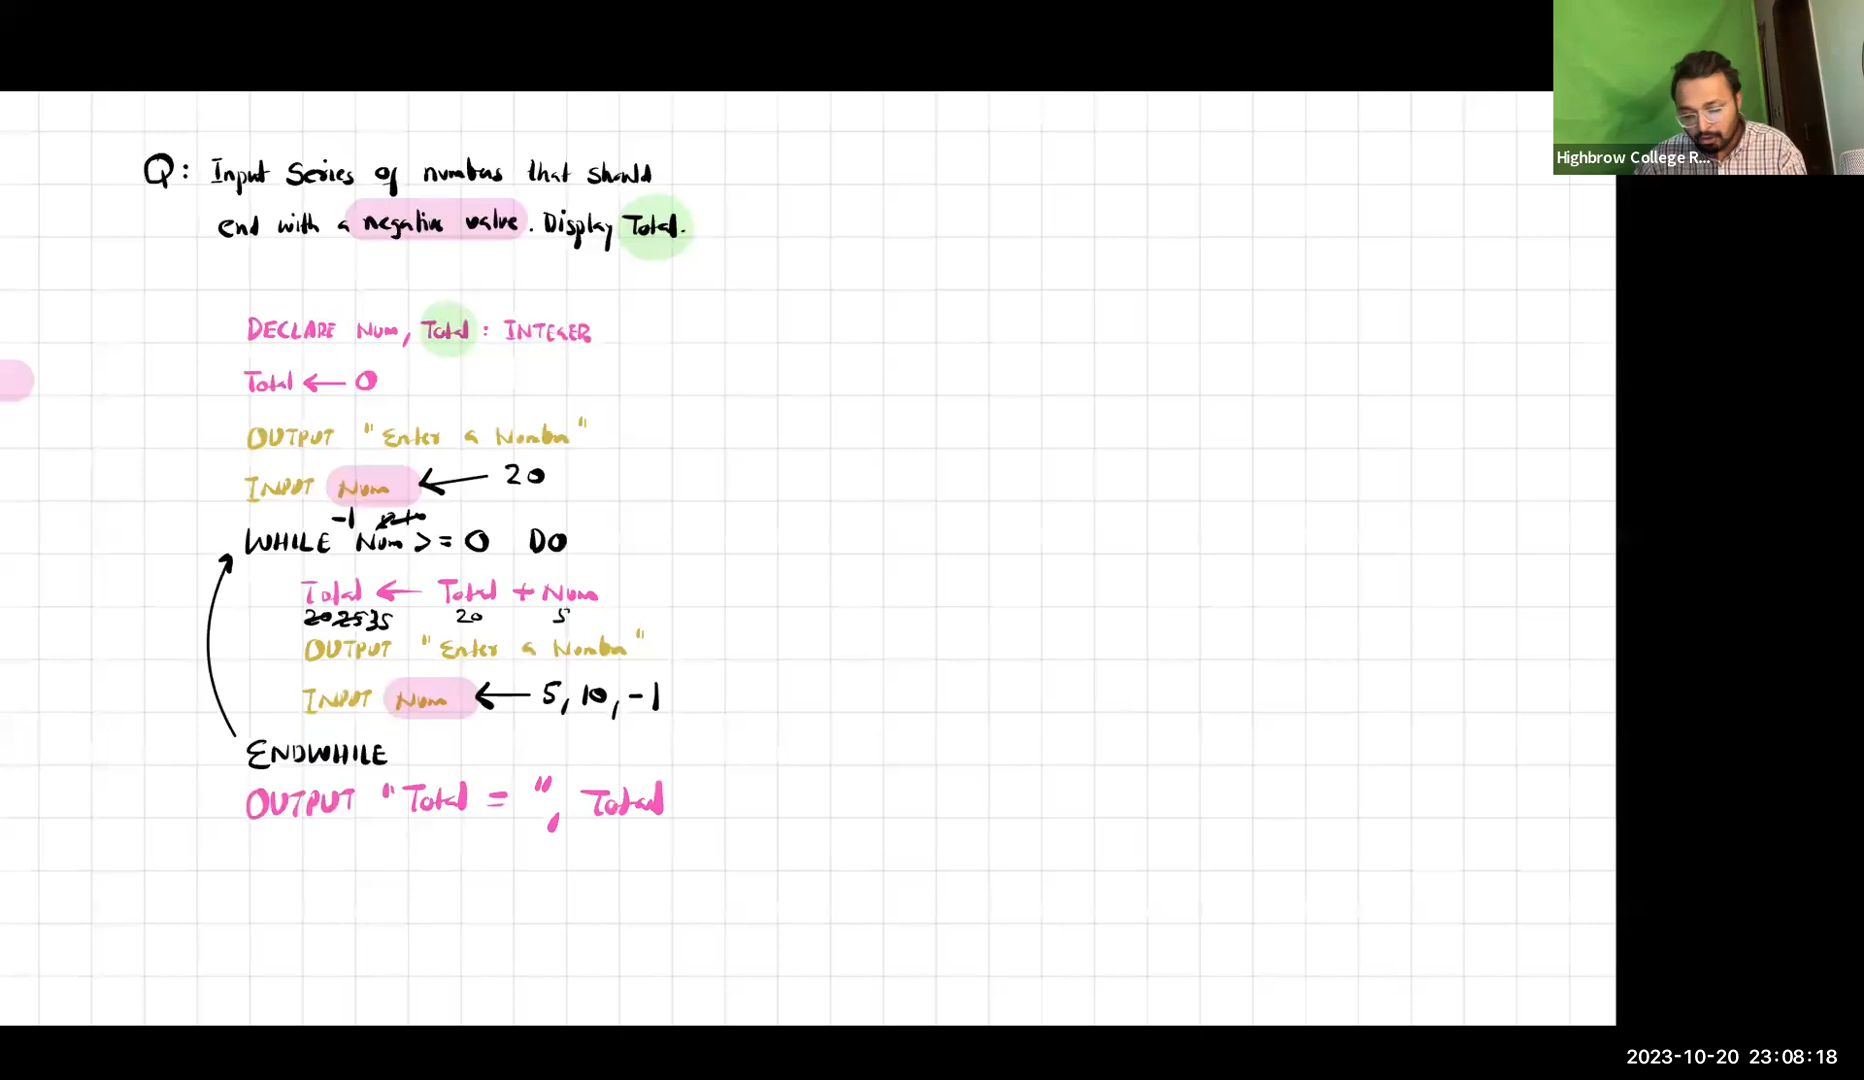 Highbrow College R...
Q: Input Series of numbers that should
end with a negative value. Display Total.
DECLARE Num, Total : INTEGER
Total ← 0
OUTPUT "Enter a Number"
INPUT Num ← 20
-1
WHILE Num >= 0 DO
Total ← Total + Num
20 25 35 20 5
OUTPUT "Enter a Number"
INPUT Num ← 5, 10, -1
ENDWHILE
OUTPUT "Total = ", Total
2023-10-20 23:08:18